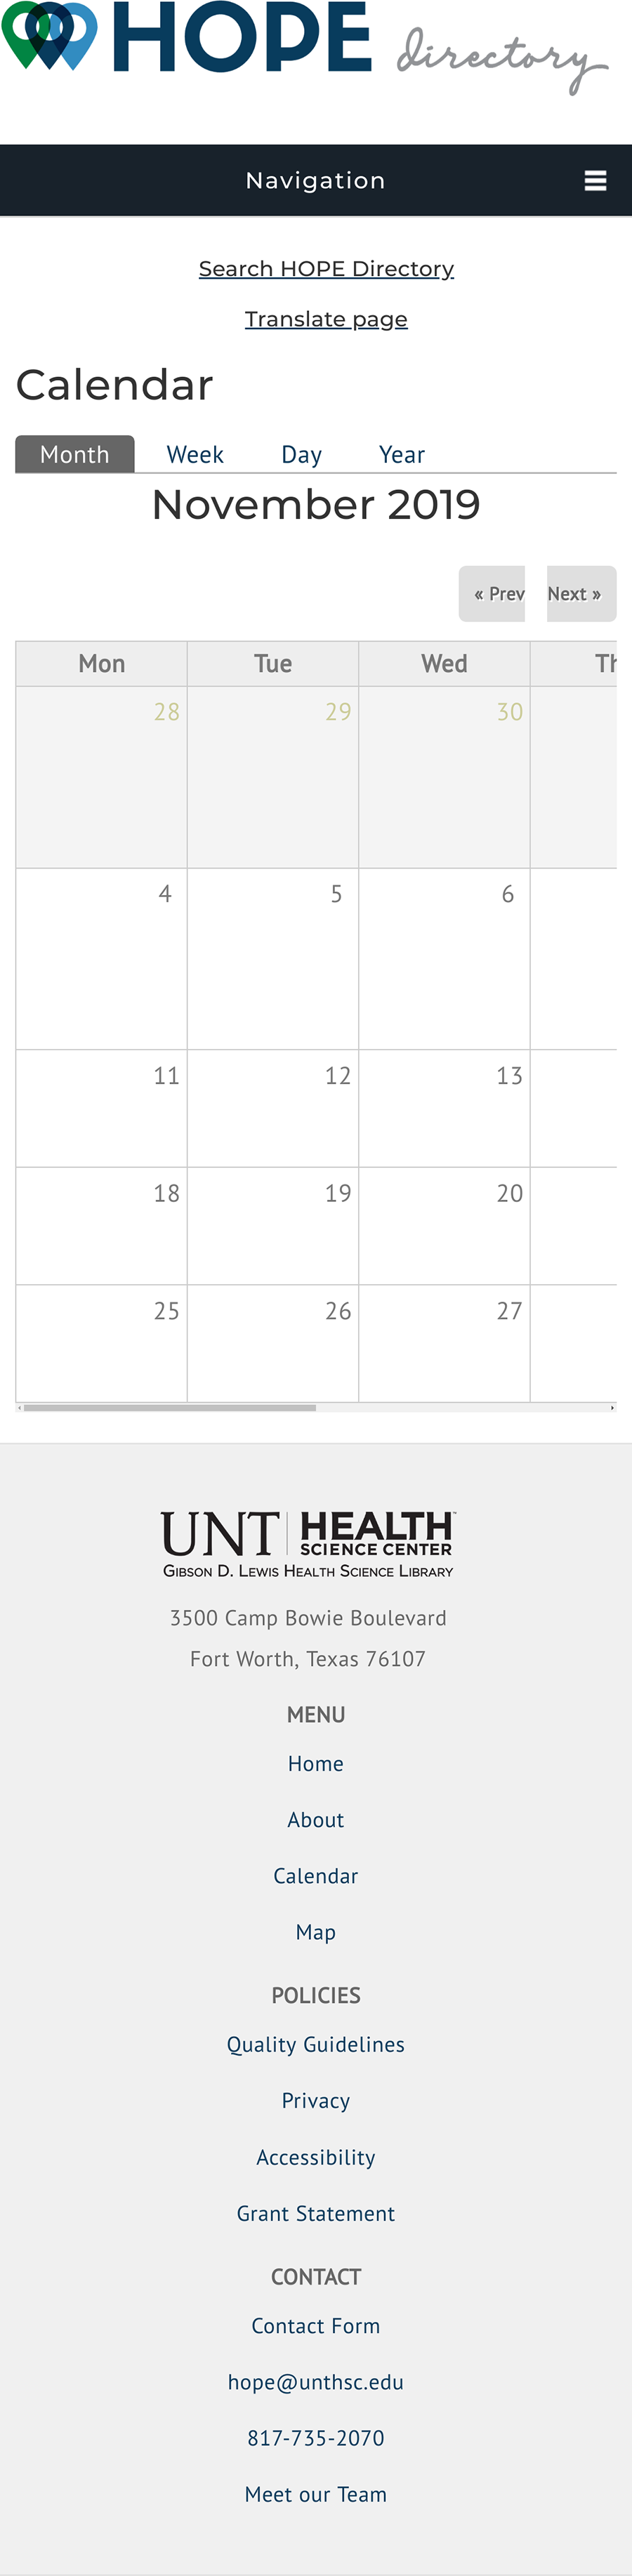 HOPE directory
Navigation
Search HOPE Directory
Translate page
Calendar
Month Week Day Year
November 2019
« Prev Next »
Mon Tue Wed Th
28 29 30
4 5 6
11 12 13
18 19 20
25 26 27
UNT HEALTH SCIENCE CENTER™
GIBSON D. LEWIS HEALTH SCIENCE LIBRARY
3500 Camp Bowie Boulevard
Fort Worth, Texas 76107
MENU
Home
About
Calendar
Map
POLICIES
Quality Guidelines
Privacy
Accessibility
Grant Statement
CONTACT
Contact Form
hope@unthsc.edu
817-735-2070
Meet our Team